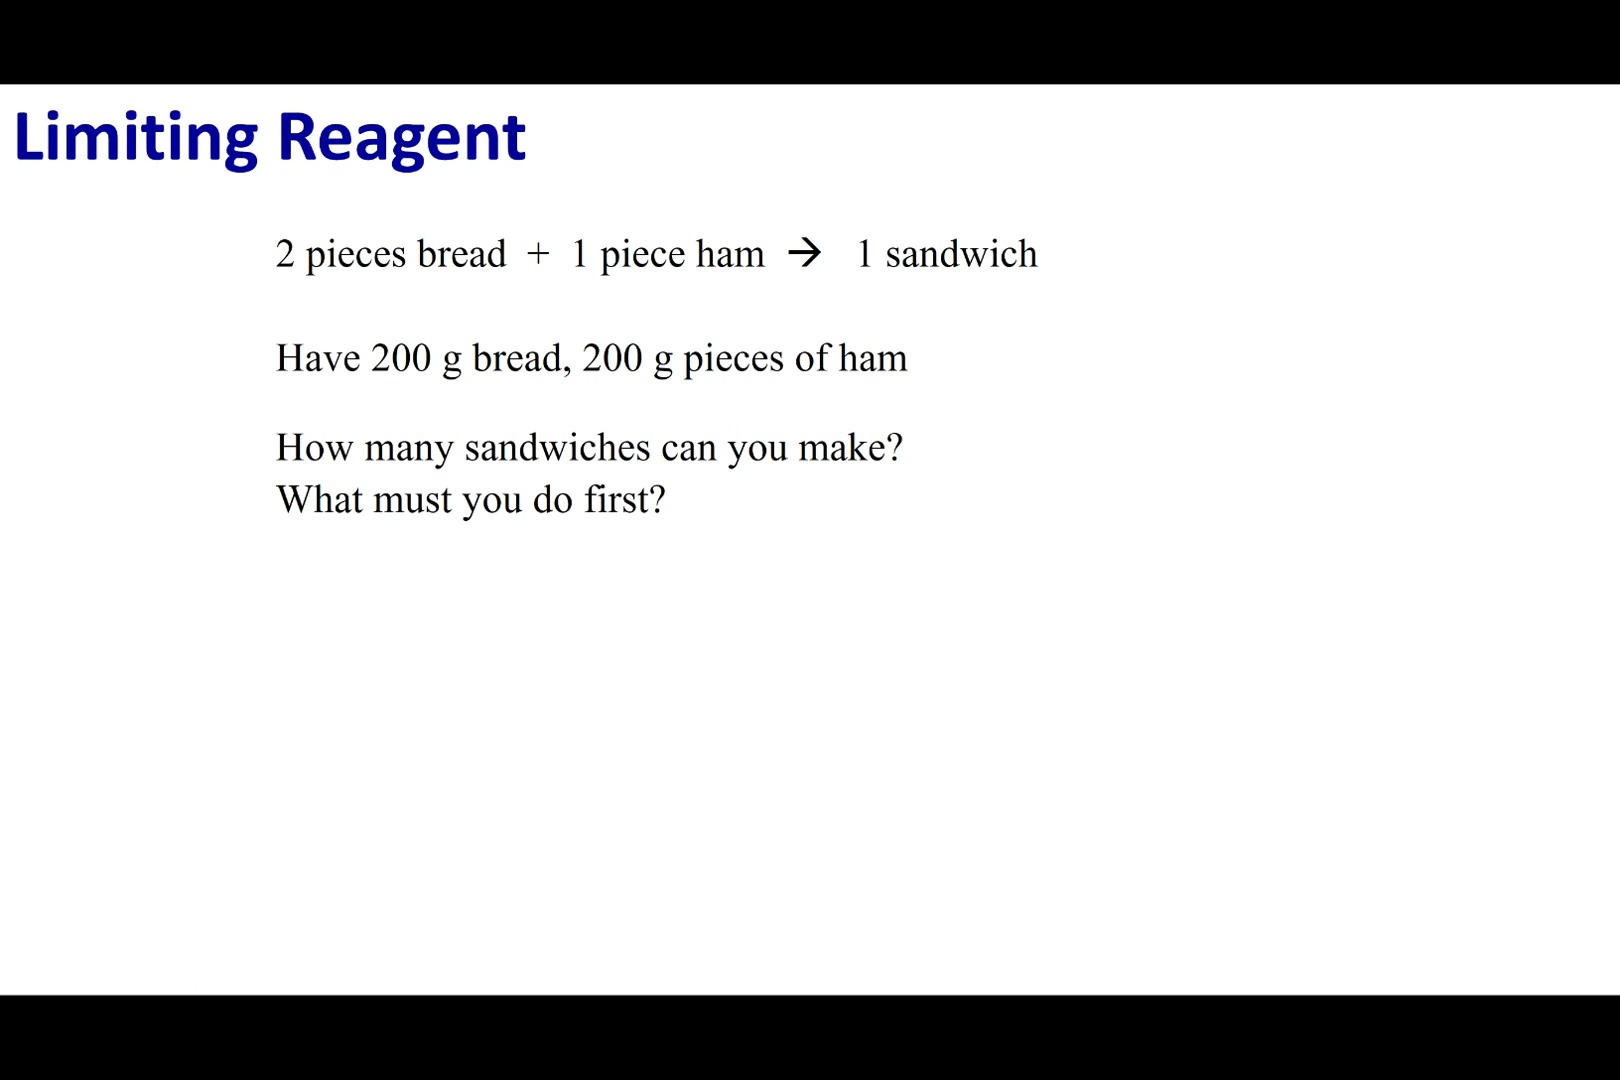 Limiting Reagent
2 pieces bread + 1 piece ham → 1 sandwich
Have 200 g bread, 200 g pieces of ham
How many sandwiches can you make?
What must you do first?